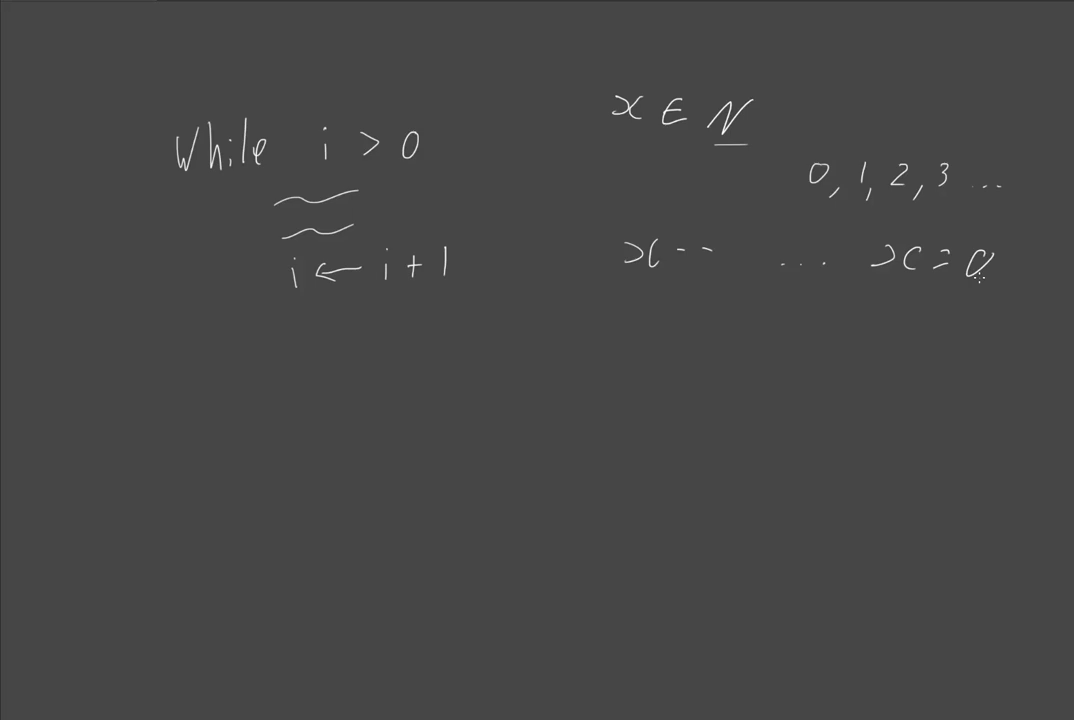 While i > 0
i ← i + 1
x ∈ N
0, 1, 2, 3 ...
x-- ... x = 0